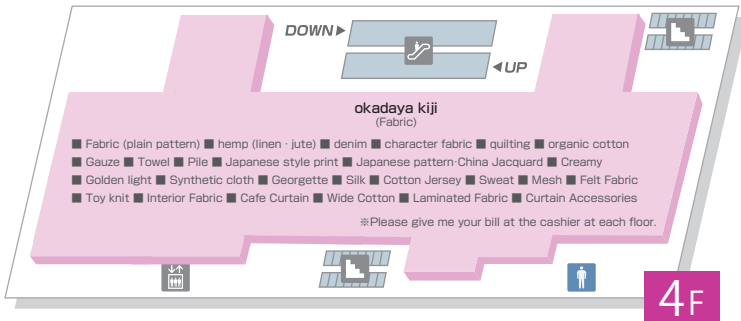 DOWN▶
◀UP
okadaya kiji
(Fabric)
■ Fabric (plain pattern) ■ hemp (linen · jute) ■ denim ■ character fabric ■ quilting ■ organic cotton
■ Gauze ■ Towel ■ Pile ■ Japanese style print ■ Japanese pattern·China Jacquard ■ Creamy
■ Golden light ■ Synthetic cloth ■ Georgette ■ Silk ■ Cotton Jersey ■ Sweat ■ Mesh ■ Felt Fabric
■ Toy knit ■ Interior Fabric ■ Cafe Curtain ■ Wide Cotton ■ Laminated Fabric ■ Curtain Accessories
※Please give me your bill at the cashier at each floor.
4F